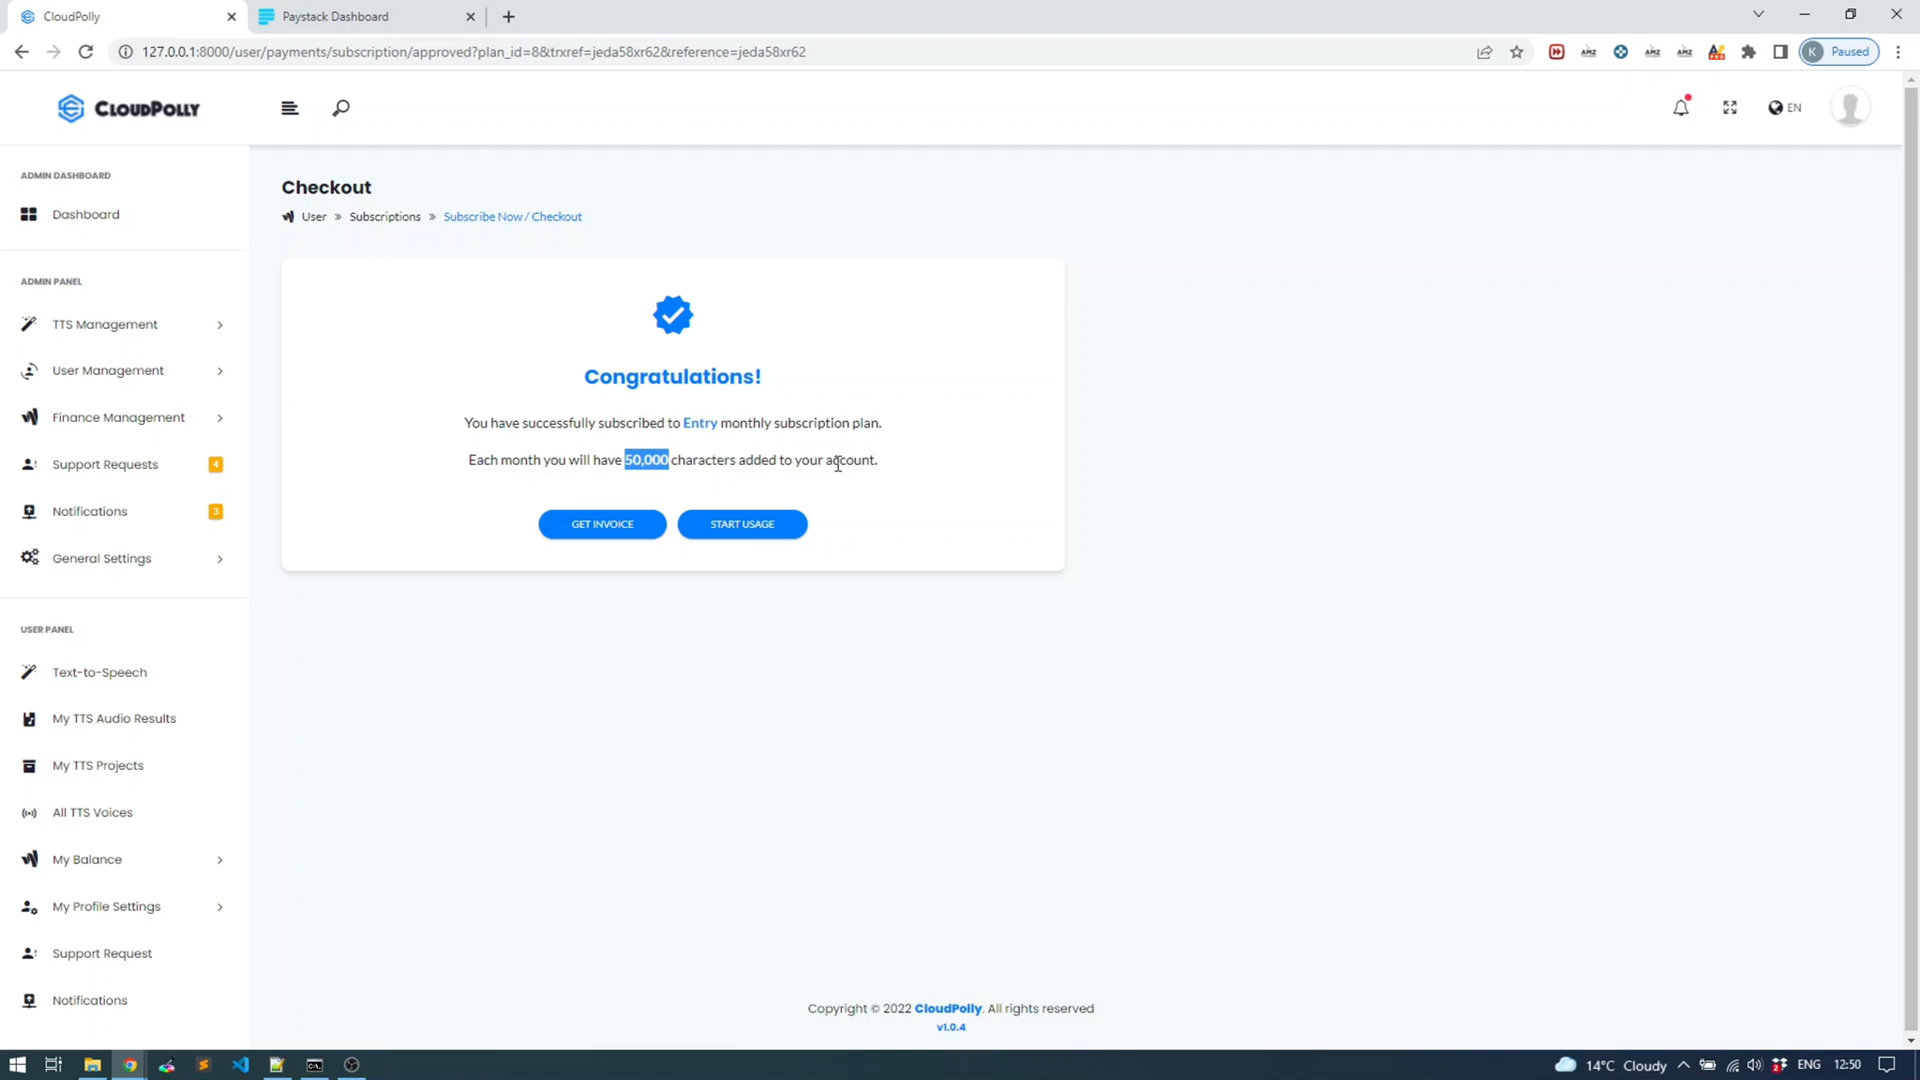 CloudPolly
Paystack Dashboard
127.0.0.1:8000/user/payments/subscription/approved?plan_id=8&trxref=jeda58xr62&reference=jeda58xr62
K Paused
CLOUDPOLLY
EN
ADMIN DASHBOARD
Dashboard
ADMIN PANEL
TTS Management
User Management
Finance Management
Support Requests 4
Notifications 3
General Settings
USER PANEL
Text-to-Speech
My TTS Audio Results
My TTS Projects
All TTS Voices
My Balance
My Profile Settings
Support Request
Notifications
Checkout
User » Subscriptions » Subscribe Now / Checkout
Congratulations!
You have successfully subscribed to Entry monthly subscription plan.
Each month you will have 50,000 characters added to your account.
GET INVOICE
START USAGE
Copyright © 2022 CloudPolly. All rights reserved
v1.0.4
14°C Cloudy
ENG
12:50